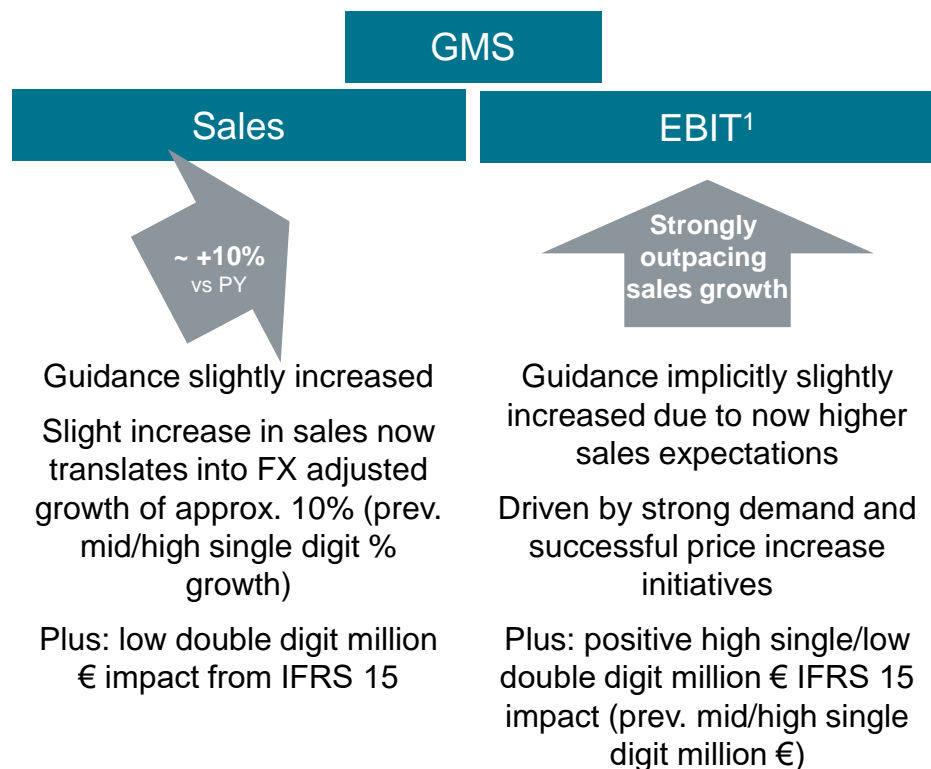 GMS
Sales
~ +10%
vs PY
Guidance slightly increased
Slight increase in sales now
translates into FX adjusted
growth of approx. 10% (prev.
mid/high single digit %
growth)
Plus: low double digit million
€ impact from IFRS 15
EBIT¹
Strongly
outpacing
sales growth
Guidance implicitly slightly
increased due to now higher
sales expectations
Driven by strong demand and
successful price increase
initiatives
Plus: positive high single/low
double digit million € IFRS 15
impact (prev. mid/high single
digit million €)